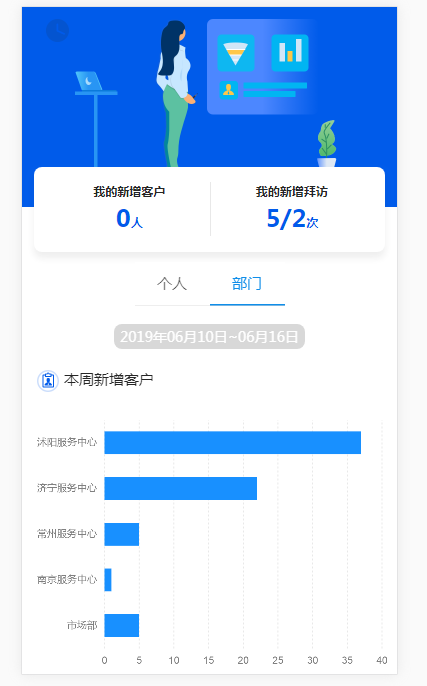 我的新增客户
0人
我的新增拜访
5/2次
个人
部门
2019年06月10日~06月16日
本周新增客户
沭阳服务中心
济宁服务中心
常州服务中心
南京服务中心
市场部
0 5 10 15 20 25 30 35 40